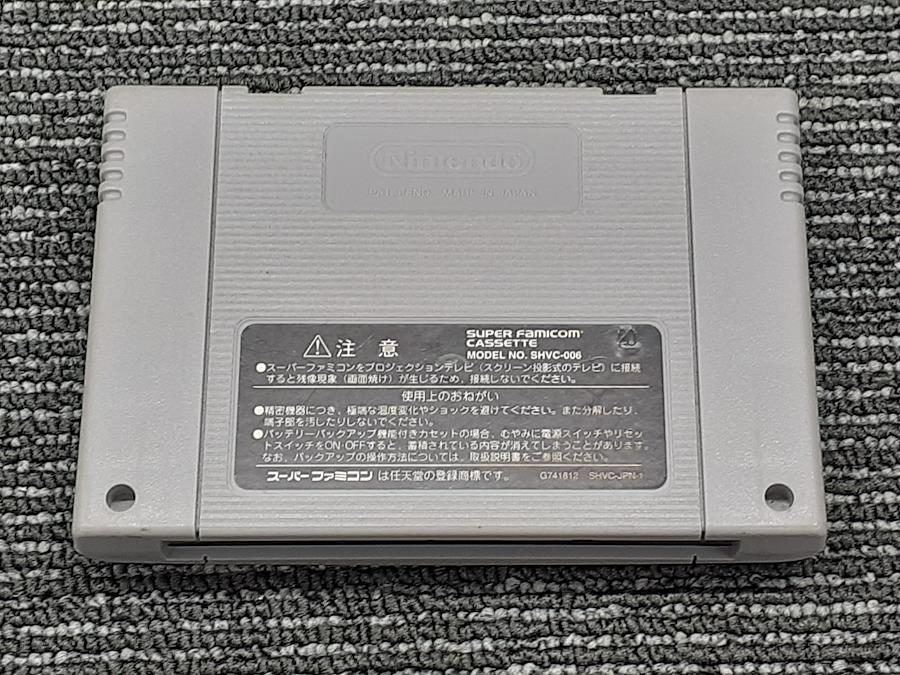 Nintendo
PAT. PEND. MADE IN JAPAN
注 意
SUPER FAMICOM
CASSETTE
MODEL NO. SHVC-006
●スーパーファミコンをプロジェクションテレビ(スクリーン投影式のテレビ)に接続
すると残像現象(画面焼け)が生じるため、接続しないでください。
使用上のおねがい
●精密機器につき、極端な温度変化やショックを避けてください。また分解したり、
端子部を汚したりしないでください。
●バッテリーバックアップ機能付きカセットの場合、むやみに電源スイッチやリセッ
トスイッチをON・OFFすると、蓄積されている内容が消えてしまうことがあります。
なお、バックアップの操作方法については、取扱説明書をご参照ください。
スーパーファミコン は任天堂の登録商標です。
G741612 SHVC-JPN-1